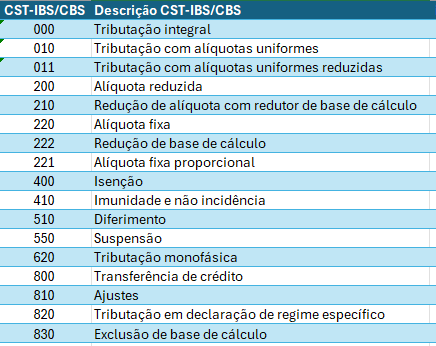 CST-IBS/CBS Descrição CST-IBS/CBS
000 Tributação integral
010 Tributação com alíquotas uniformes
011 Tributação com alíquotas uniformes reduzidas
200 Alíquota reduzida
210 Redução de alíquota com redutor de base de cálculo
220 Alíquota fixa
222 Redução de base de cálculo
221 Alíquota fixa proporcional
400 Isenção
410 Imunidade e não incidência
510 Diferimento
550 Suspensão
620 Tributação monofásica
800 Transferência de crédito
810 Ajustes
820 Tributação em declaração de regime específico
830 Exclusão de base de cálculo